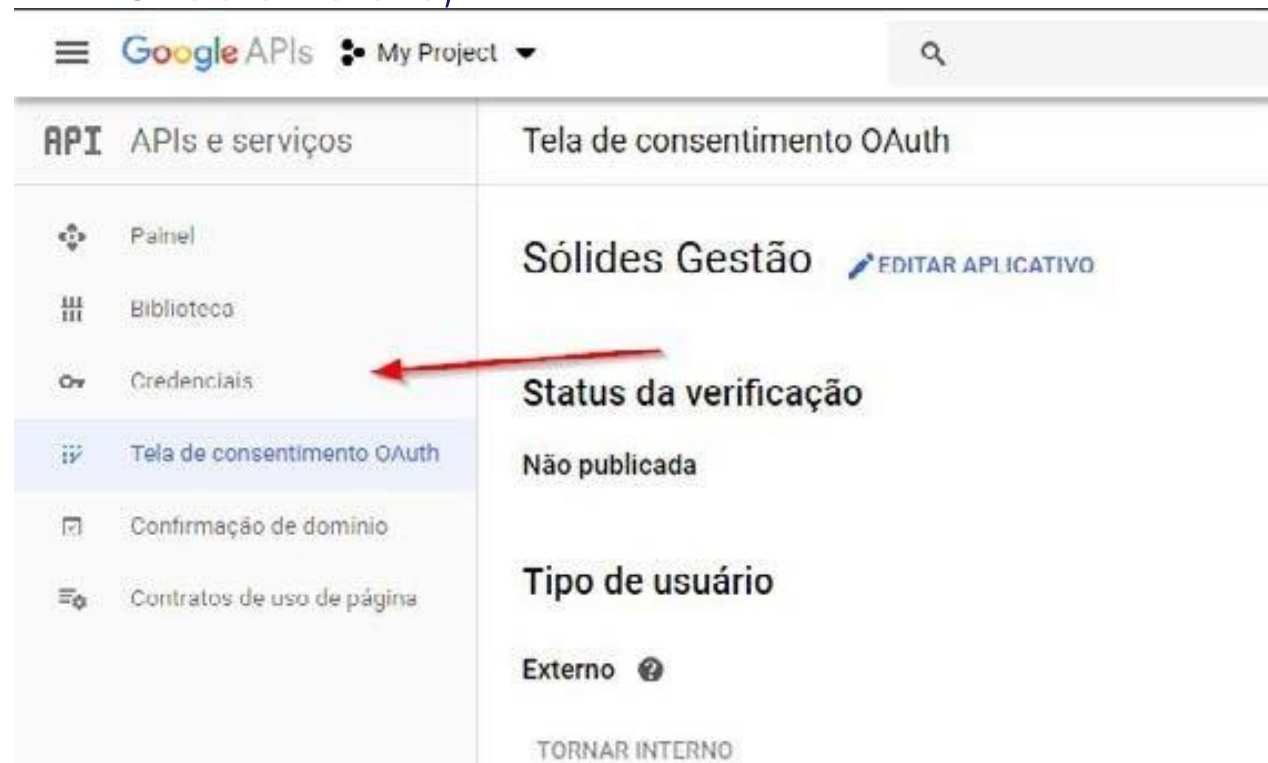 Google APIs My Project
API APIs e serviços
Tela de consentimento OAuth
Painel
Biblioteca
Credenciais
Tela de consentimento OAuth
Confirmação de domínio
Contratos de uso de página
Sólides Gestão EDITAR APLICATIVO
Status da verificação
Não publicada
Tipo de usuário
Externo
TORNAR INTERNO